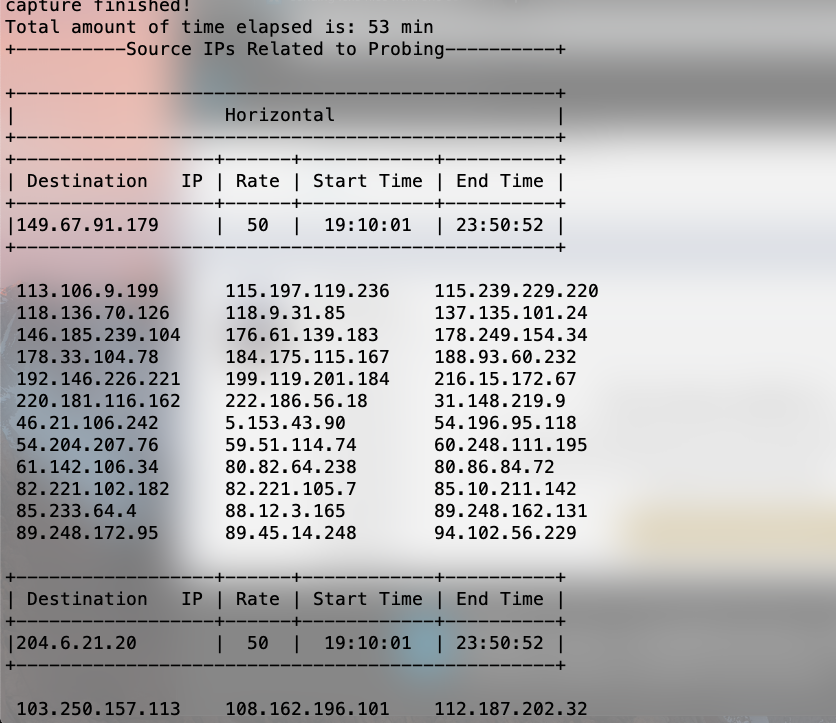 capture finished!
Total amount of time elapsed is: 53 min
+----------Source IPs Related to Probing----------+
+--------------------------------------------------+
|                   Horizontal                    |
+--------------------------------------------------+
+------------------+------+------------+----------+
| Destination   IP | Rate | Start Time | End Time |
+------------------+------+------------+----------+
|149.67.91.179     |  50  |  19:10:01  | 23:50:52 |
+--------------------------------------------------+
113.106.9.199      115.197.119.236    115.239.229.220
118.136.70.126     118.9.31.85        137.135.101.24
146.185.239.104    176.61.139.183     178.249.154.34
178.33.104.78      184.175.115.167    188.93.60.232
192.146.226.221    199.119.201.184    216.15.172.67
220.181.116.162    222.186.56.18      31.148.219.9
46.21.106.242      5.153.43.90        54.196.95.118
54.204.207.76      59.51.114.74       60.248.111.195
61.142.106.34      80.82.64.238       80.86.84.72
82.221.102.182     82.221.105.7       85.10.211.142
85.233.64.4        88.12.3.165        89.248.162.131
89.248.172.95      89.45.14.248       94.102.56.229
+------------------+------+------------+----------+
| Destination   IP | Rate | Start Time | End Time |
+------------------+------+------------+----------+
|204.6.21.20       |  50  |  19:10:01  | 23:50:52 |
+--------------------------------------------------+
103.250.157.113    108.162.196.101    112.187.202.32